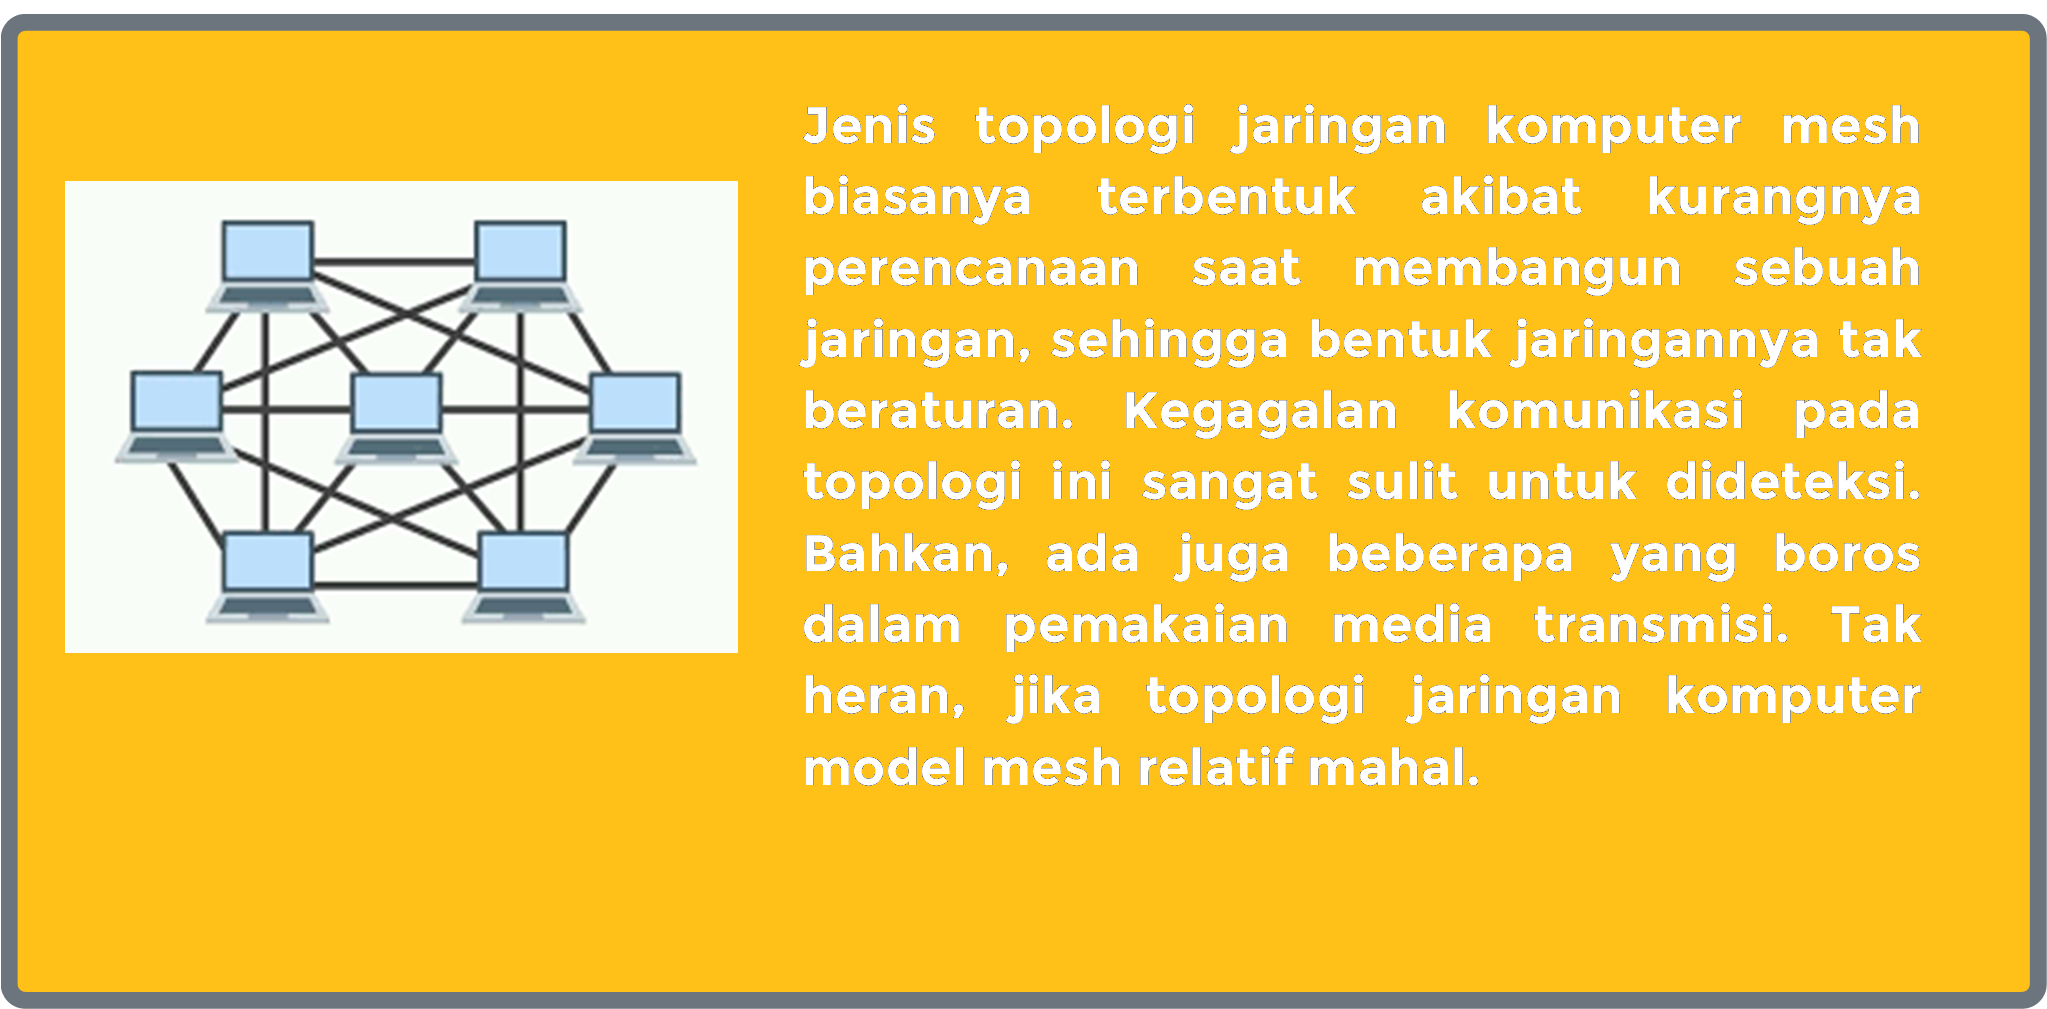 Jenis topologi jaringan komputer mesh
biasanya terbentuk akibat kurangnya
perencanaan saat membangun sebuah
jaringan, sehingga bentuk jaringannya tak
beraturan. Kegagalan komunikasi pada
topologi ini sangat sulit untuk dideteksi.
Bahkan, ada juga beberapa yang boros
dalam pemakaian media transmisi. Tak
heran, jika topologi jaringan komputer
model mesh relatif mahal.